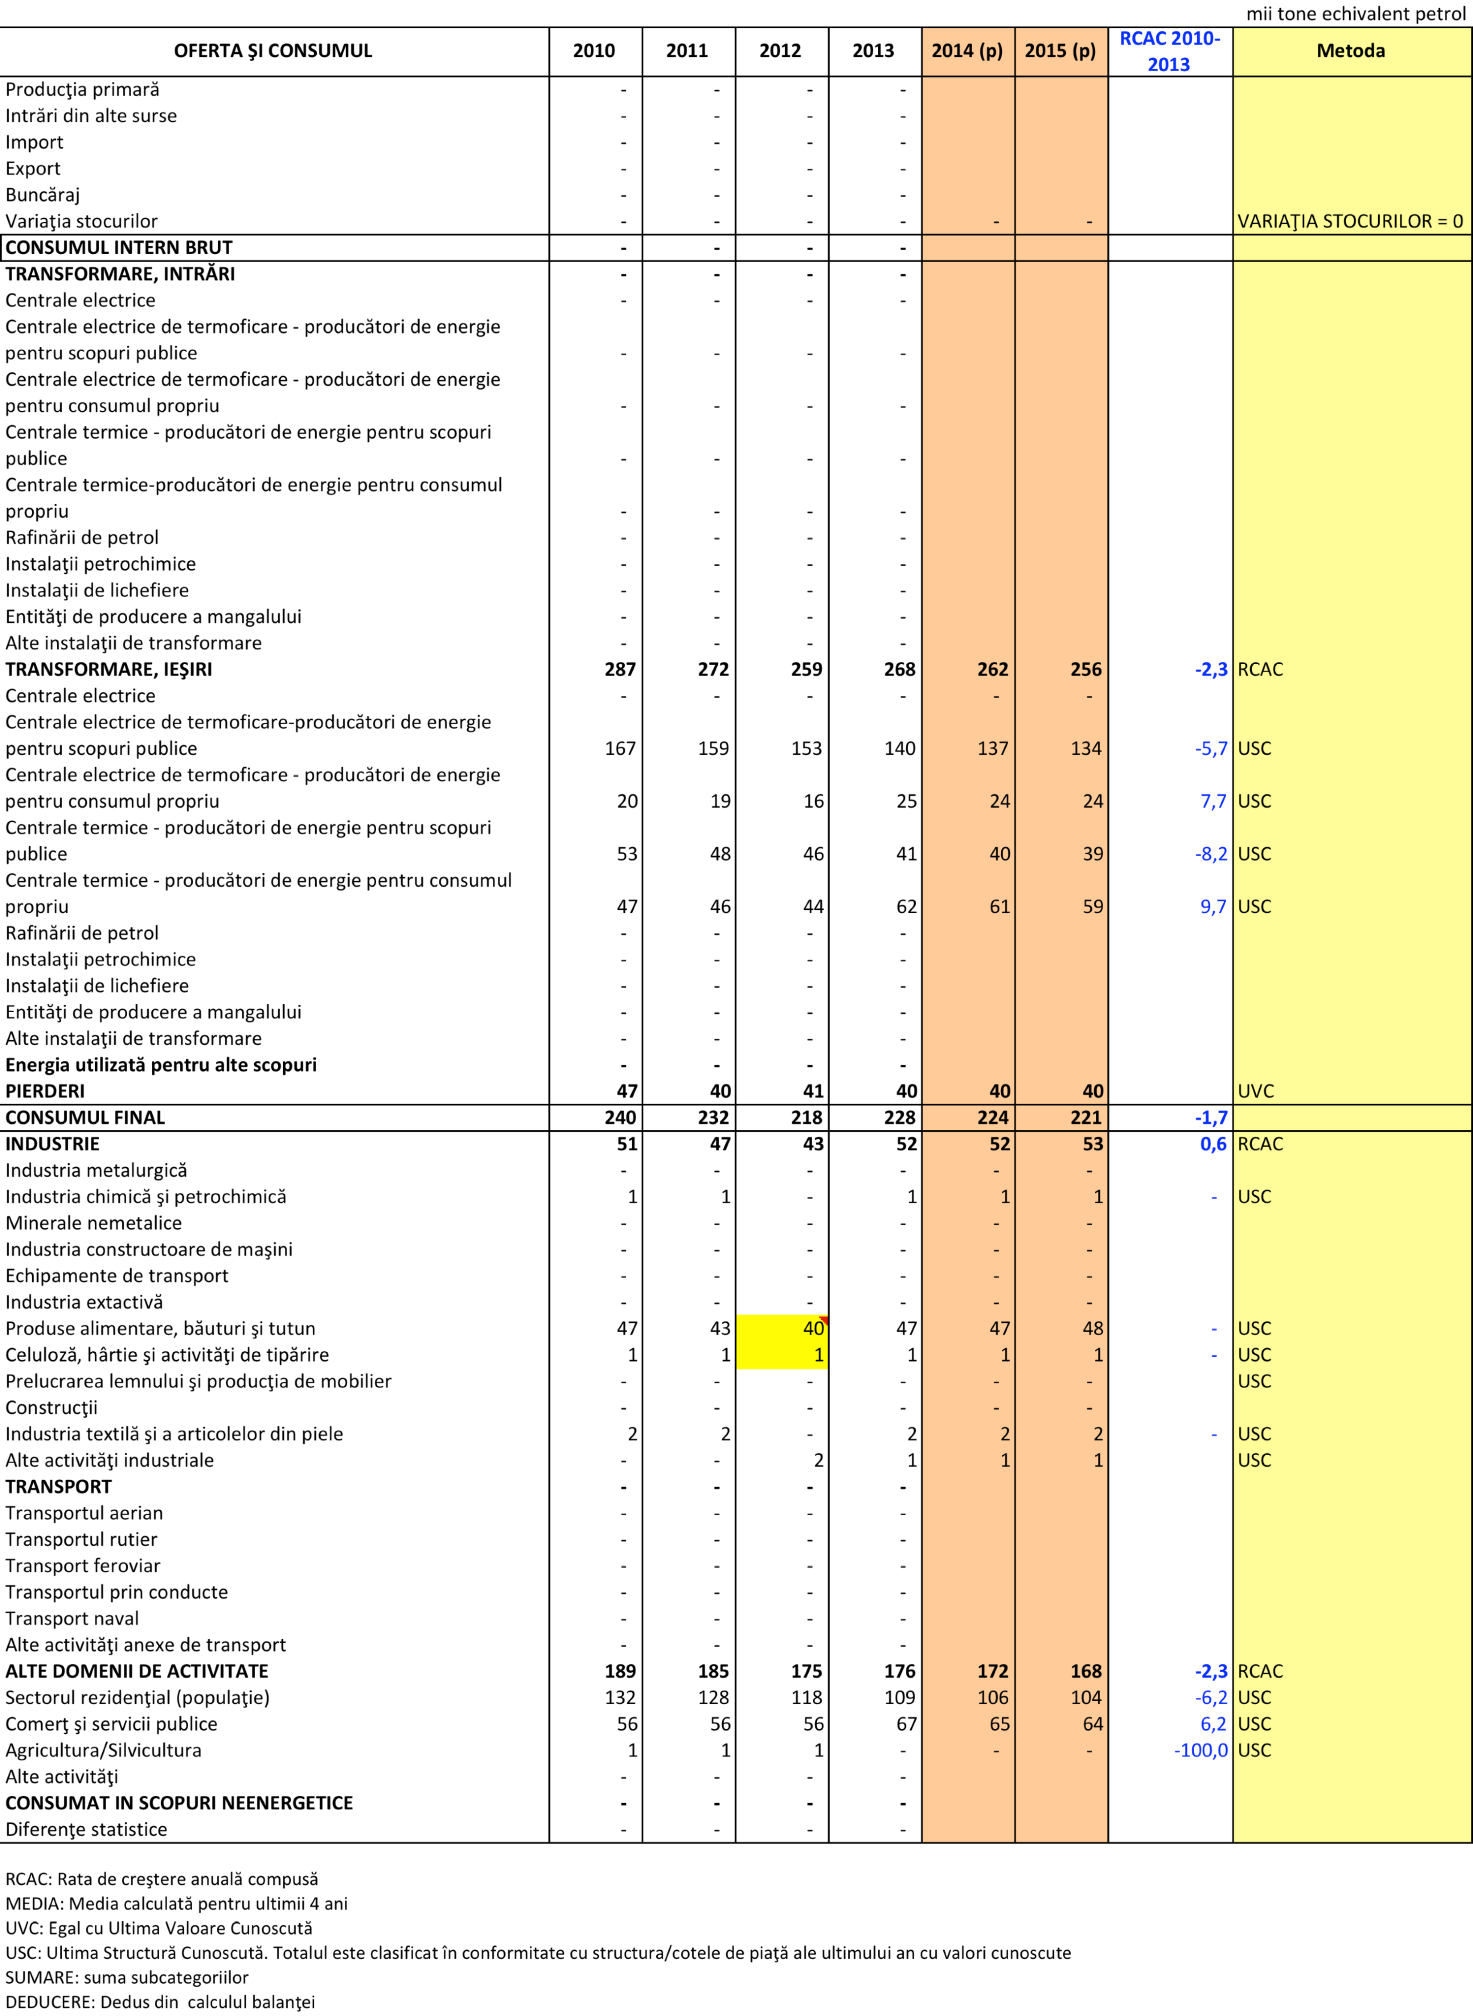 mii tone echivalent petrol
OFERTA ŞI CONSUMUL 2010 2011 2012 2013 2014 (p) 2015 (p) RCAC 2010-2013 Metoda
Producţia primară - - - -
Intrări din alte surse - - - -
Import - - - -
Export - - - -
Buncăraj - - - -
Variaţia stocurilor - - - - - - VARIAŢIA STOCURILOR = 0
CONSUMUL INTERN BRUT - - - -
TRANSFORMARE, INTRĂRI - - - -
Centrale electrice - - - -
Centrale electrice de termoficare - producători de energie
pentru scopuri publice - - - -
Centrale electrice de termoficare - producători de energie
pentru consumul propriu - - - -
Centrale termice - producători de energie pentru scopuri
publice - - - -
Centrale termice-producători de energie pentru consumul
propriu - - - -
Rafinării de petrol - - - -
Instalaţii petrochimice - - - -
Instalaţii de lichefiere - - - -
Entităţi de producere a mangalului - - - -
Alte instalaţii de transformare - - - -
TRANSFORMARE, IEŞIRI 287 272 259 268 262 256 -2,3 RCAC
Centrale electrice - - - - - -
Centrale electrice de termoficare-producători de energie
pentru scopuri publice 167 159 153 140 137 134 -5,7 USC
Centrale electrice de termoficare - producători de energie
pentru consumul propriu 20 19 16 25 24 24 7,7 USC
Centrale termice - producători de energie pentru scopuri
publice 53 48 46 41 40 39 -8,2 USC
Centrale termice - producători de energie pentru consumul
propriu 47 46 44 62 61 59 9,7 USC
Rafinării de petrol - - - -
Instalaţii petrochimice - - - -
Instalaţii de lichefiere - - - -
Entităţi de producere a mangalului - - - -
Alte instalaţii de transformare - - - -
Energia utilizată pentru alte scopuri - - - -
PIERDERI 47 40 41 40 40 40 UVC
CONSUMUL FINAL 240 232 218 228 224 221 -1,7
INDUSTRIE 51 47 43 52 52 53 0,6 RCAC
Industria metalurgică - - - - - -
Industria chimică şi petrochimică 1 1 - 1 1 1 - USC
Minerale nemetalice - - - - - -
Industria constructoare de maşini - - - - - -
Echipamente de transport - - - - - -
Industria extactivă - - - - - -
Produse alimentare, băuturi şi tutun 47 43 40 47 47 48 - USC
Celuloză, hârtie şi activităţi de tipărire 1 1 1 1 1 1 - USC
Prelucrarea lemnului şi producţia de mobilier - - - - - - USC
Construcţii - - - - - -
Industria textilă şi a articolelor din piele 2 2 - 2 2 2 - USC
Alte activităţi industriale - - 2 1 1 1 USC
TRANSPORT - - - -
Transportul aerian - - - -
Transportul rutier - - - -
Transport feroviar - - - -
Transportul prin conducte - - - -
Transport naval - - - -
Alte activităţi anexe de transport - - - -
ALTE DOMENII DE ACTIVITATE 189 185 175 176 172 168 -2,3 RCAC
Sectorul rezidenţial (populaţie) 132 128 118 109 106 104 -6,2 USC
Comerţ şi servicii publice 56 56 56 67 65 64 6,2 USC
Agricultura/Silvicultura 1 1 1 - - - -100,0 USC
Alte activităţi - - - -
CONSUMAT IN SCOPURI NEENERGETICE - - - -
Diferenţe statistice - - - -
RCAC: Rata de creştere anuală compusă
MEDIA: Media calculată pentru ultimii 4 ani
UVC: Egal cu Ultima Valoare Cunoscută
USC: Ultima Structură Cunoscută. Totalul este clasificat în conformitate cu structura/cotele de piaţă ale ultimului an cu valori cunoscute
SUMARE: suma subcategoriilor
DEDUCERE: Dedus din calculul balanţei